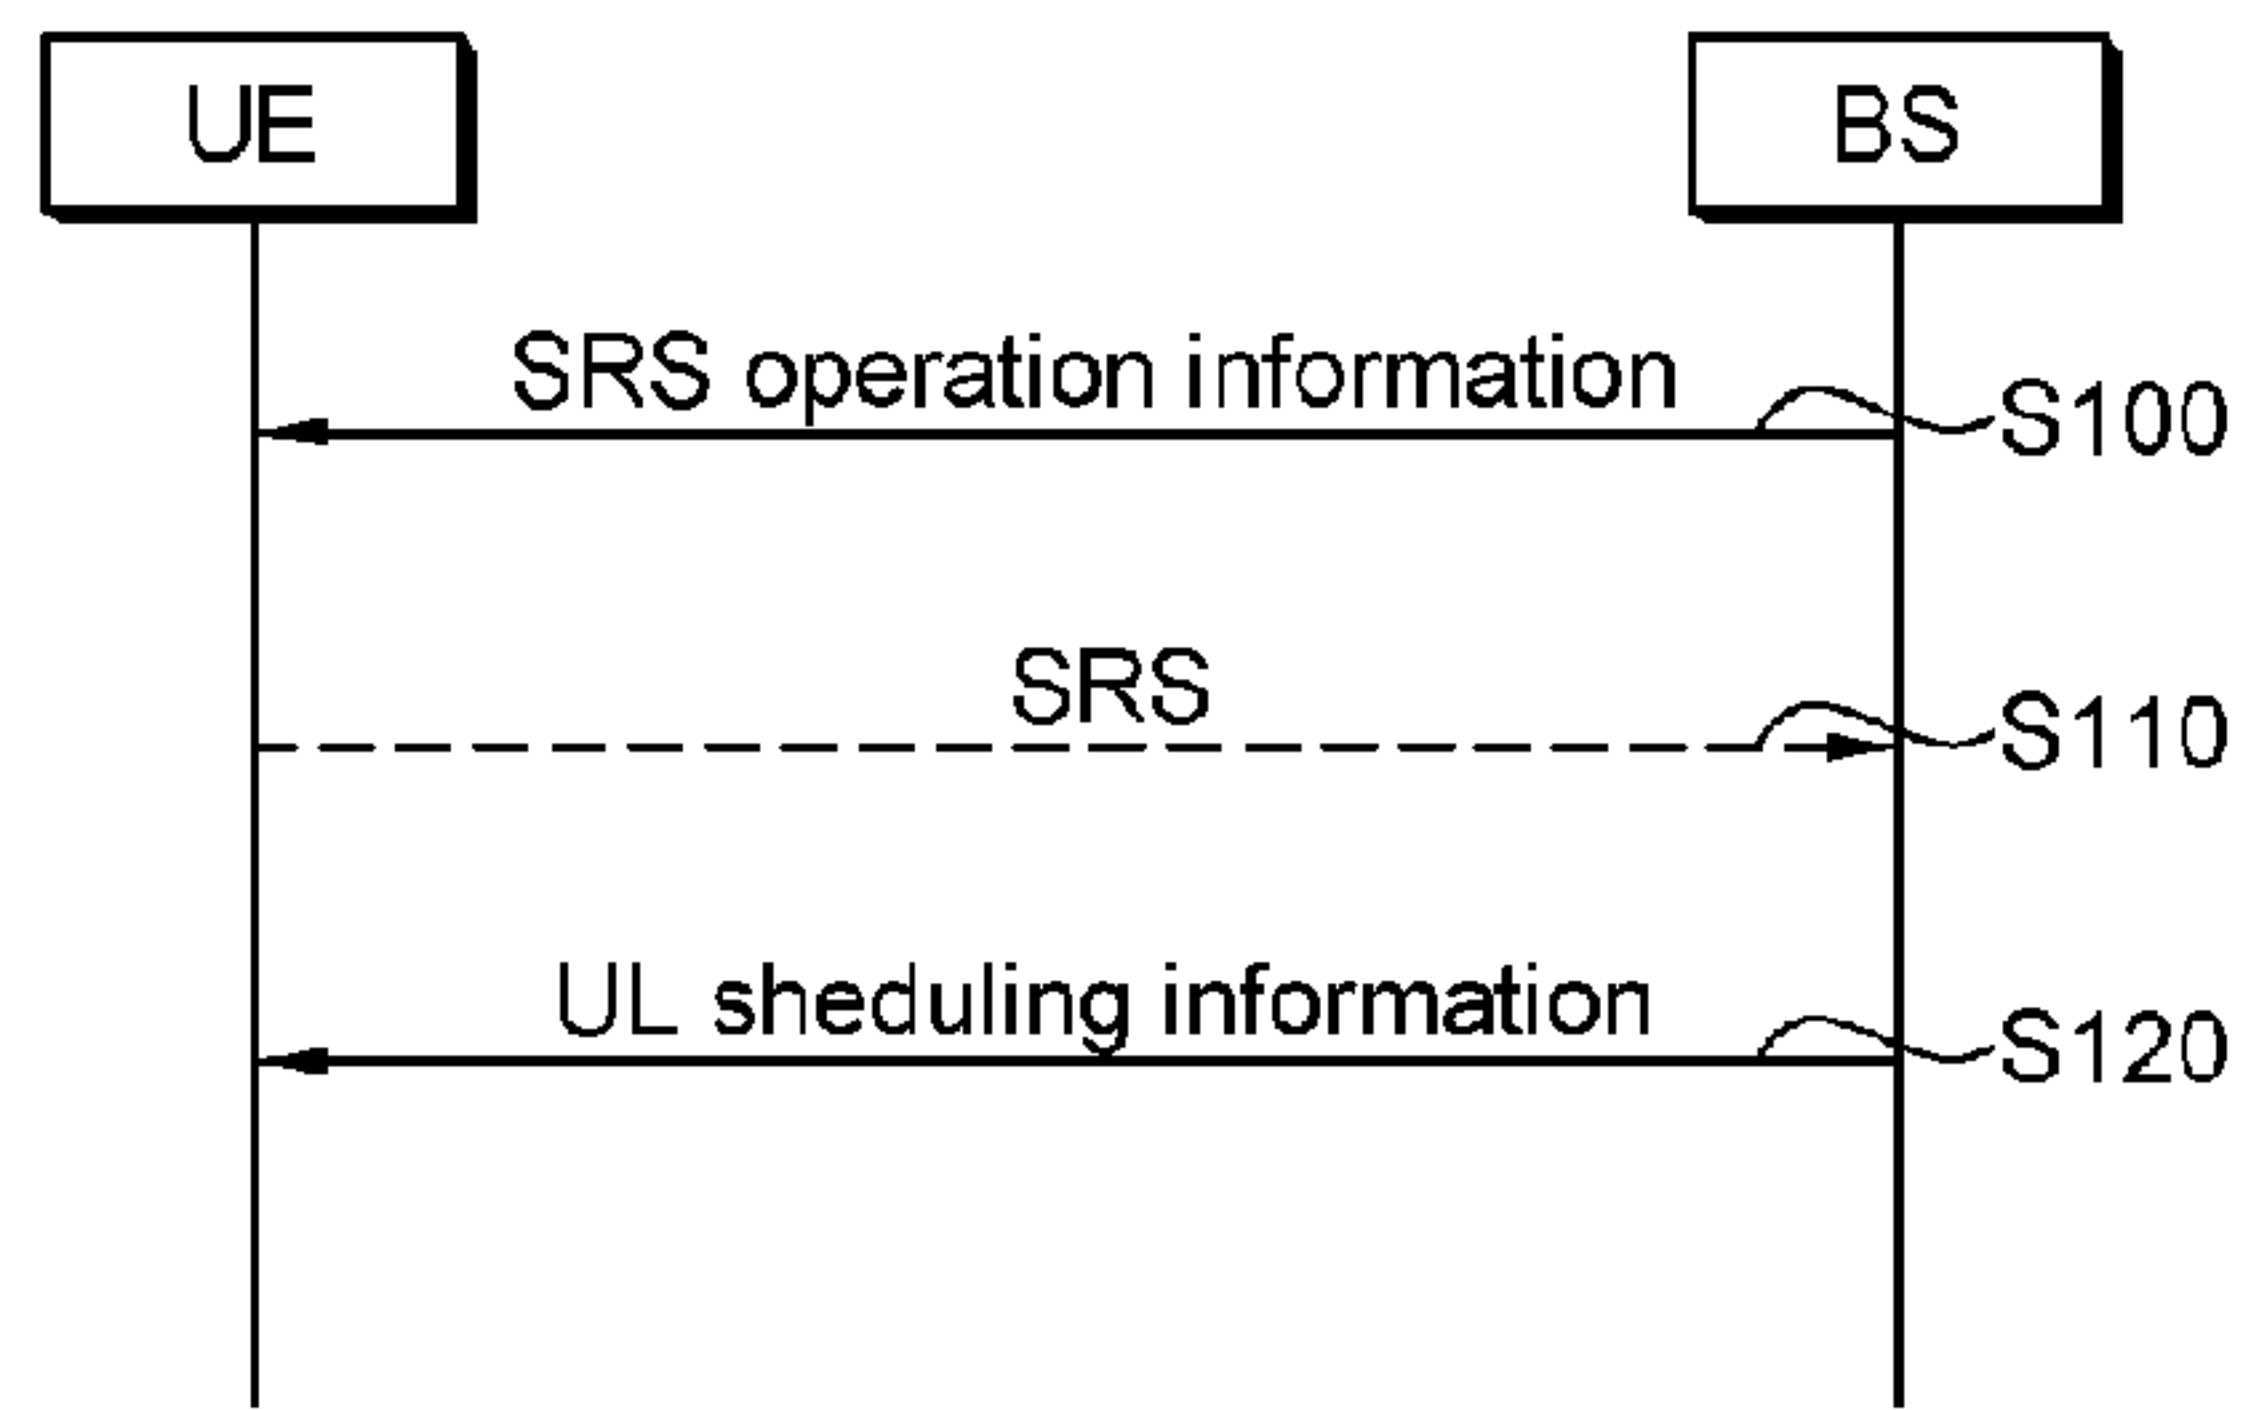 UE
BS
SRS operation information
S100
SRS
S110
UL sheduling information
S120